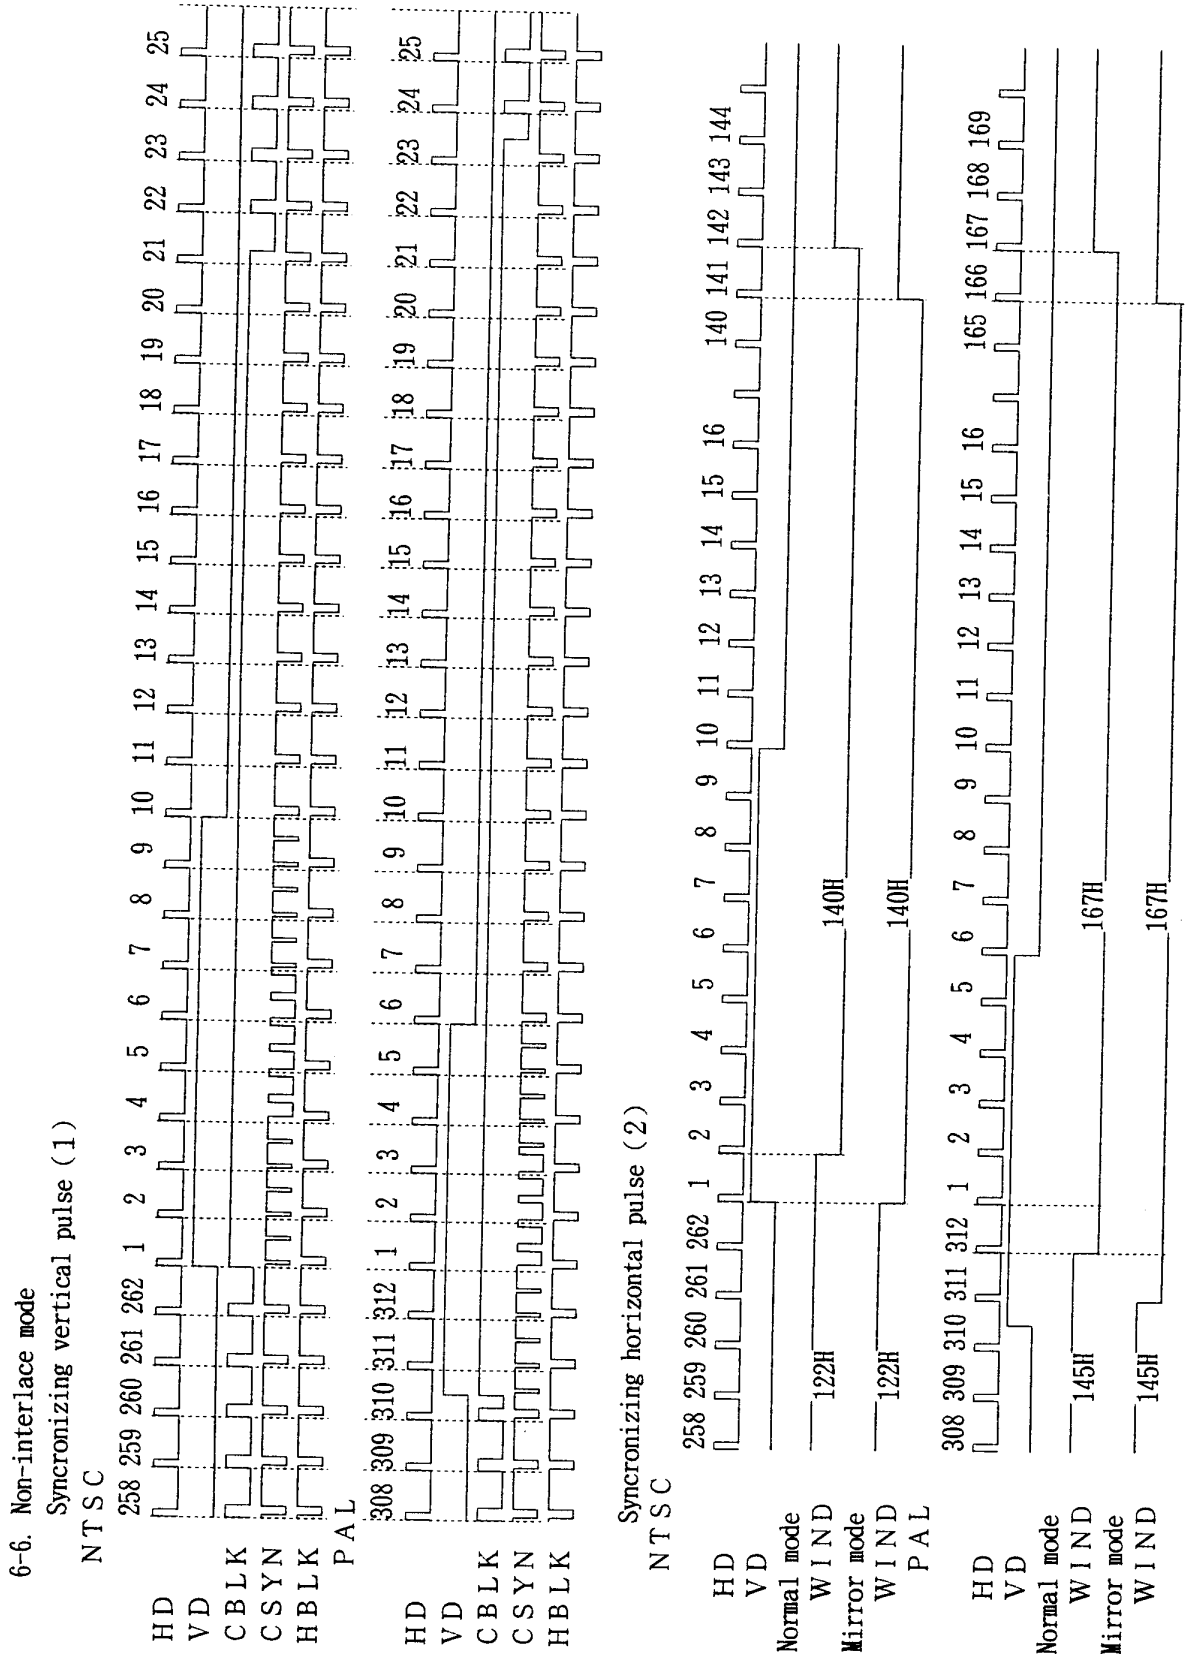 6-6. Non-interlace mode
Syncronizing vertical pulse (1)
NTSC
258 259 260 261 262 1 2 3 4 5 6 7 8 9 10 11 12 13 14 15 16 17 18 19 20 21 22 23 24 25
HD
VD
CBLK
CSYN
HBLK
PAL
308 309 310 311 312 1 2 3 4 5 6 7 8 9 10 11 12 13 14 15 16 17 18 19 20 21 22 23 24 25
HD
VD
CBLK
CSYN
HBLK
Syncronizing horizontal pulse (2)
NTSC
258 259 260 261 262 1 2 3 4 5 6 7 8 9 10 11 12 13 14 15 16 140 141 142 143 144
HD
VD
Normal mode
WIND 122H 140H
Mirror mode
WIND 122H 140H
PAL
308 309 310 311 312 1 2 3 4 5 6 7 8 9 10 11 12 13 14 15 16 165 166 167 168 169
HD
VD
Normal mode
WIND 145H 167H
Mirror mode
WIND 145H 167H